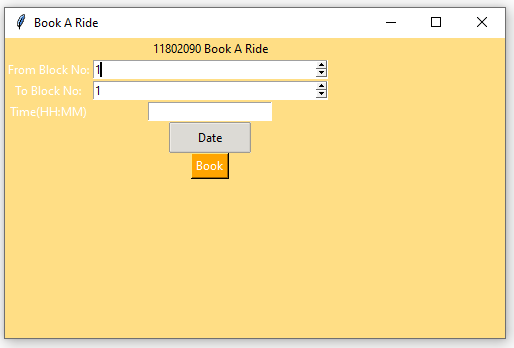 Book A Ride
11802090 Book A Ride
From Block No: 1
To Block No: 1
Time(HH:MM)
Date
Book